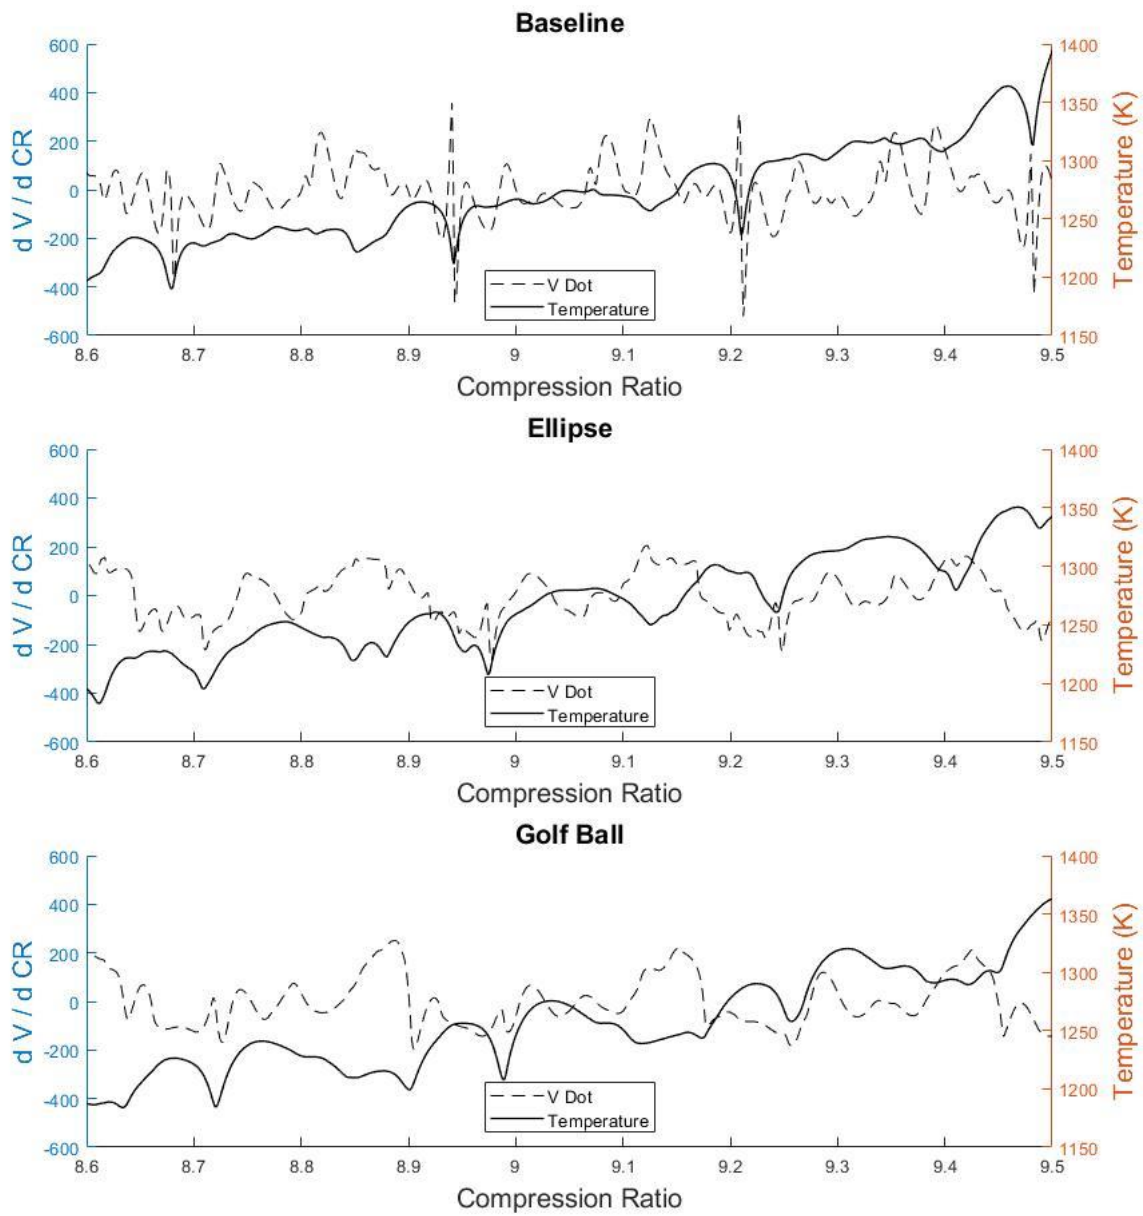 Baseline
600
400
200
0
-200
-400
-600
d V / d CR
1400
1350
1300
1250
1200
1150
Temperature (K)
V Dot
Temperature
8.6 8.7 8.8 8.9 9 9.1 9.2 9.3 9.4 9.5
Compression Ratio
Ellipse
600
400
200
0
-200
-400
-600
d V / d CR
1400
1350
1300
1250
1200
1150
Temperature (K)
V Dot
Temperature
8.6 8.7 8.8 8.9 9 9.1 9.2 9.3 9.4 9.5
Compression Ratio
Golf Ball
600
400
200
0
-200
-400
-600
d V / d CR
1400
1350
1300
1250
1200
1150
Temperature (K)
V Dot
Temperature
8.6 8.7 8.8 8.9 9 9.1 9.2 9.3 9.4 9.5
Compression Ratio